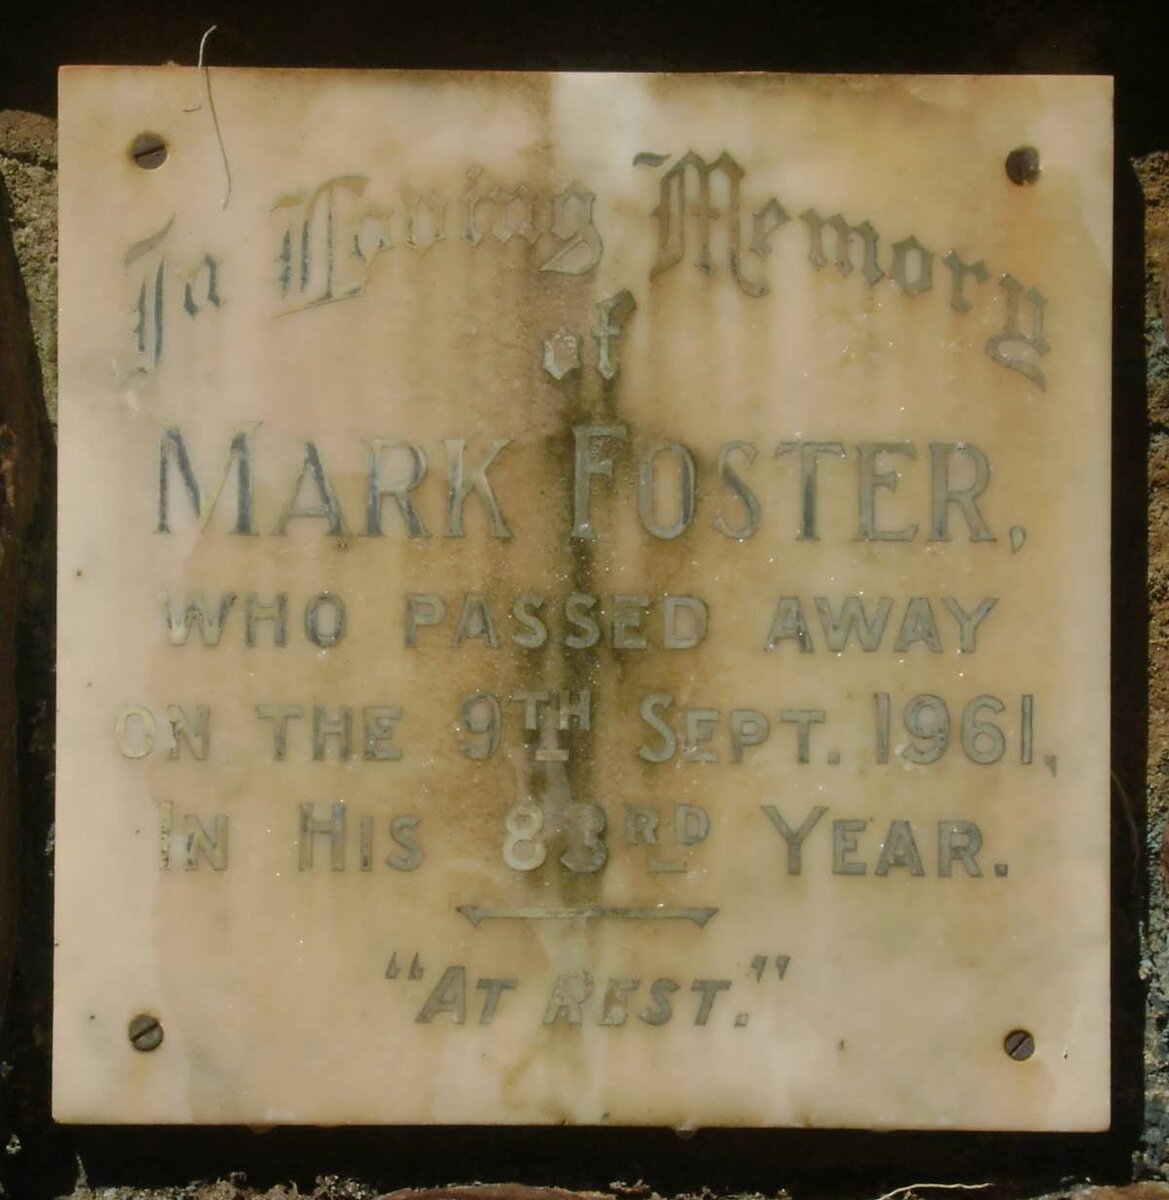 In Loving Memory
of
MARK FOSTER,
WHO PASSED AWAY
ON THE 9TH SEPT. 1961,
IN HIS 83RD YEAR.
"AT REST."